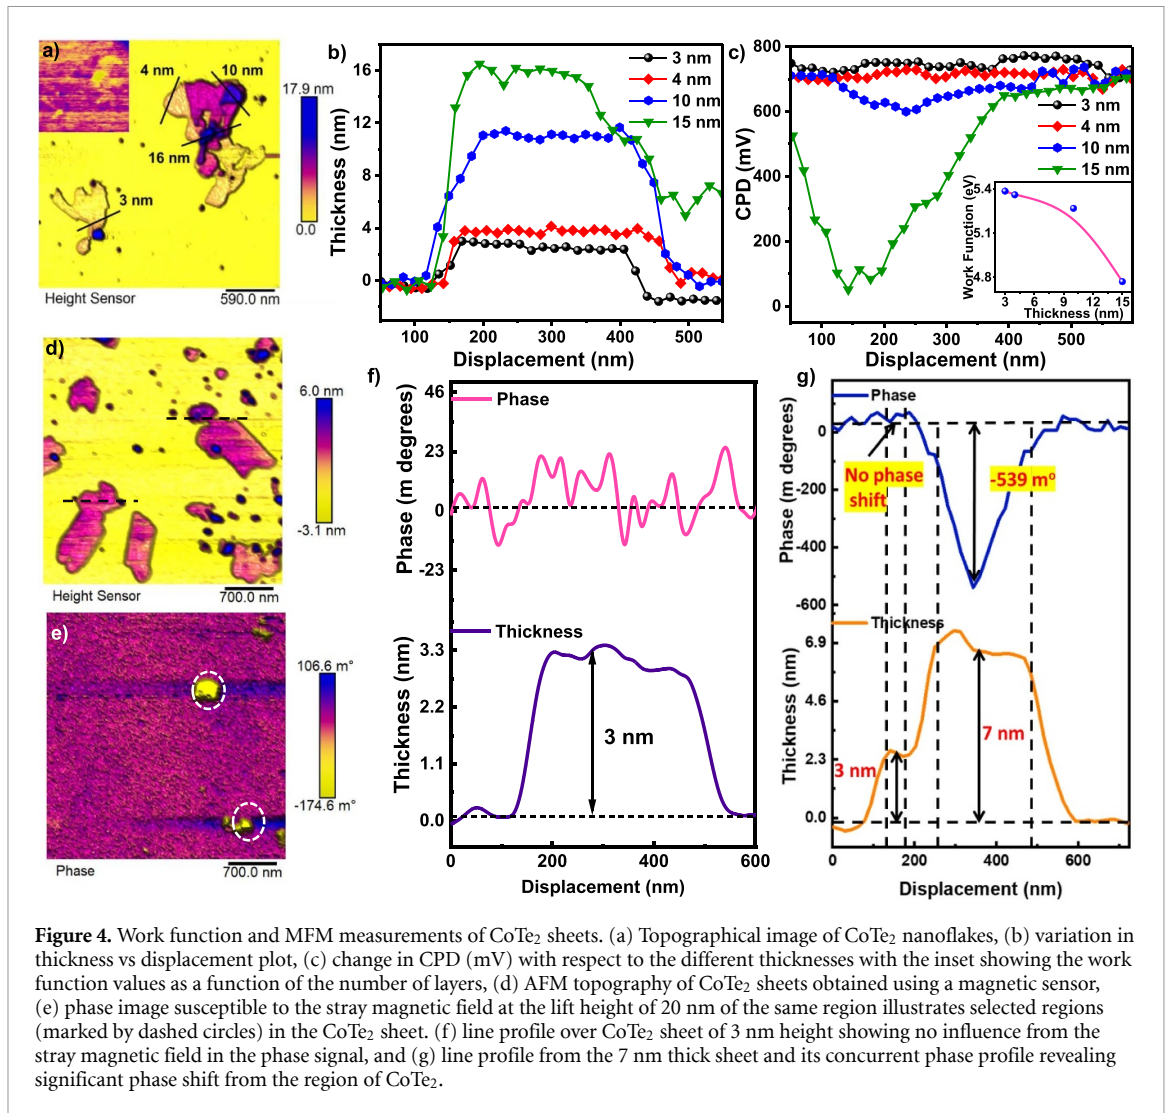 a)
4 nm
10 nm
16 nm
3 nm
17.9 nm
0.0
Height Sensor
590.0 nm
b)
3 nm
4 nm
10 nm
15 nm
16
12
8
4
0
Thickness (nm)
100 200 300 400 500
Displacement (nm)
c)
800
600
400
200
0
CPD (mV)
3 nm
4 nm
10 nm
15 nm
5.4
5.1
4.8
Work Function (eV)
3 6 9 12 15
Thickness (nm)
100 200 300 400 500
Displacement (nm)
d)
6.0 nm
-3.1 nm
Height Sensor
700.0 nm
e)
106.6 m°
-174.6 m°
Phase
700.0 nm
f)
46
23
0
-23
Phase (m degrees)
Phase
Thickness
3.3
2.2
1.1
0.0
Thickness (nm)
3 nm
0 200 400 600
Displacement (nm)
g)
Phase
0
-200
-400
-600
Phase (m degrees)
No phase
shift
-539 mº
Thickness
6.9
4.6
2.3
0.0
Thickness (nm)
3 nm
7 nm
0 200 400 600
Displacement (nm)
Figure 4. Work function and MFM measurements of CoTe₂ sheets. (a) Topographical image of CoTe₂ nanoflakes, (b) variation in
thickness vs displacement plot, (c) change in CPD (mV) with respect to the different thicknesses with the inset showing the work
function values as a function of the number of layers, (d) AFM topography of CoTe₂ sheets obtained using a magnetic sensor,
(e) phase image susceptible to the stray magnetic field at the lift height of 20 nm of the same region illustrates selected regions
(marked by dashed circles) in the CoTe₂ sheet. (f) line profile over CoTe₂ sheet of 3 nm height showing no influence from the
stray magnetic field in the phase signal, and (g) line profile from the 7 nm thick sheet and its concurrent phase profile revealing
significant phase shift from the region of CoTe₂.